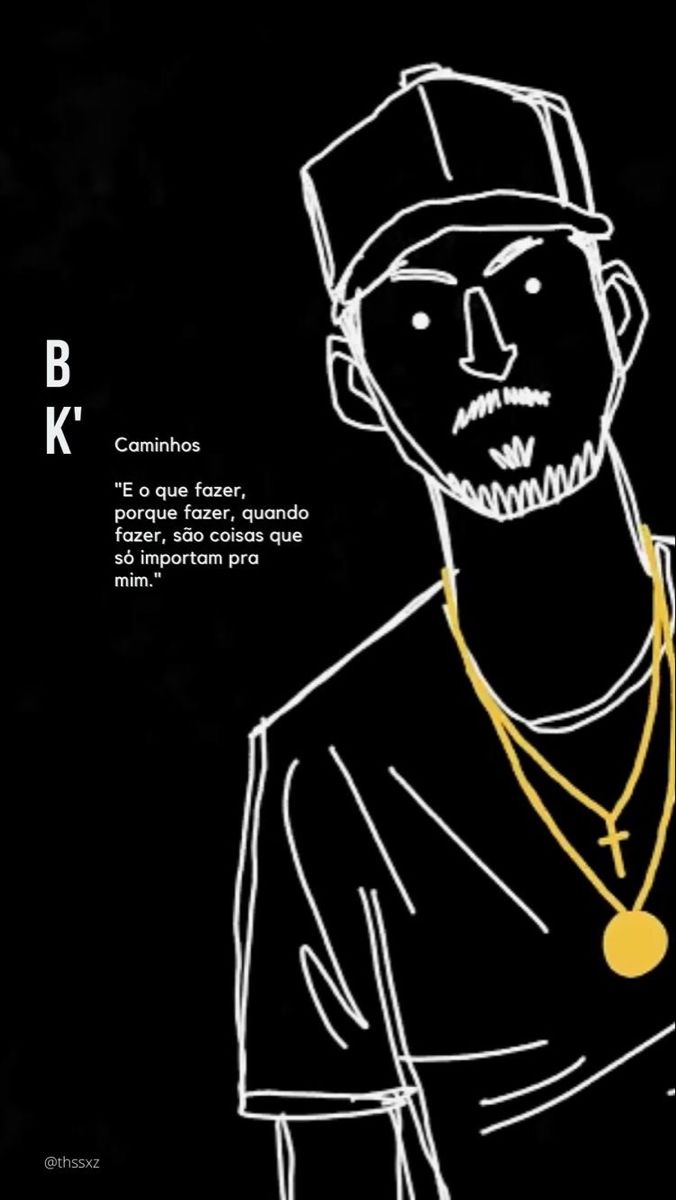 B
K'
Caminhos
"E o que fazer,
porque fazer, quando
fazer, são coisas que
só importam pra
mim."
@thssxz